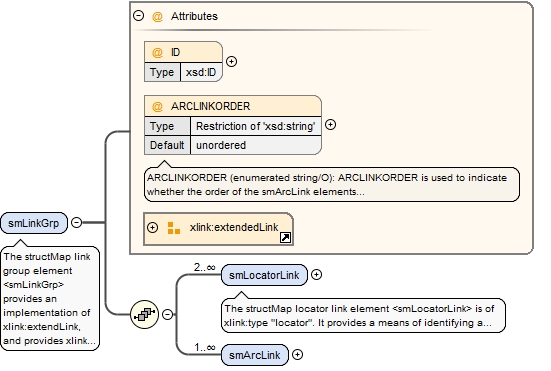 @ Attributes
@ ID
Type xsd:ID
@ ARCLINKORDER
Type Restriction of 'xsd:string'
Default unordered
ARCLINKORDER (enumerated string/O): ARCLINKORDER is used to indicate
whether the order of the smArcLink elements...
xlink:extendedLink
smLinkGrp
The structMap link
group element
<smLinkGrp>
provides an
implementation of
xlink:extendLink,
and provides xlink...
2..∞
smLocatorLink
The structMap locator link element <smLocatorLink> is of
xlink:type "locator". It provides a means of identifying a...
1..∞
smArcLink